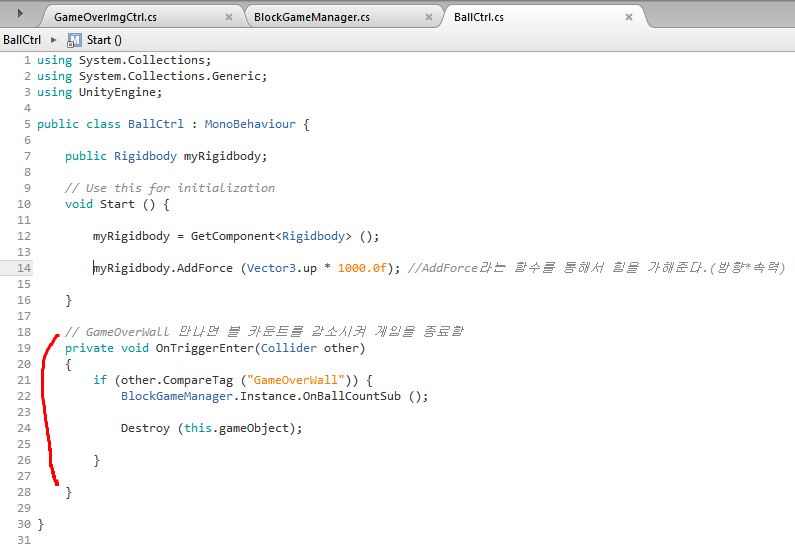 GameOverImgCtrl.cs × BlockGameManager.cs × BallCtrl.cs ×
BallCtrl ▸ M Start ()
1 using System.Collections;
2 using System.Collections.Generic;
3 using UnityEngine;
4
5 public class BallCtrl : MonoBehaviour {
6
7 public Rigidbody myRigidbody;
8
9 // Use this for initialization
10 void Start () {
11
12 myRigidbody = GetComponent<Rigidbody> ();
13
14 myRigidbody.AddForce (Vector3.up * 1000.0f); //AddForce라는 함수를 통해서 힘을 가해준다.(방향*속력)
15
16 }
17
18 // GameOverWall 만나면 볼 카운트를 감소시켜 게임을 종료함
19 private void OnTriggerEnter(Collider other)
20 {
21 if (other.CompareTag ("GameOverWall")) {
22 BlockGameManager.Instance.OnBallCountSub ();
23
24 Destroy (this.gameObject);
25
26 }
27
28 }
29
30 }
31